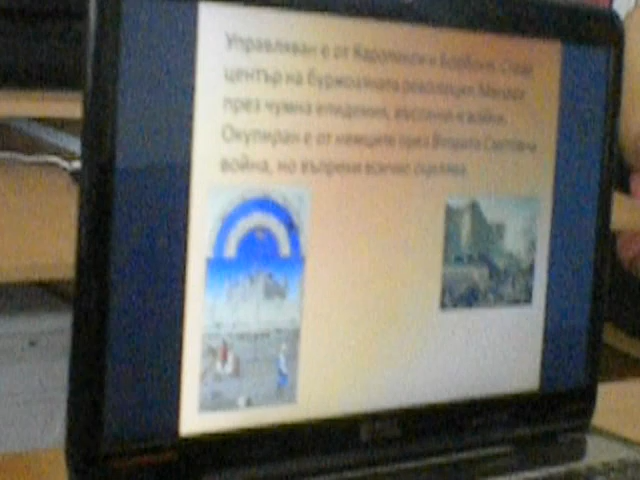 Управляван е от Каролинги и Бурбони. Става
център на буржоазната революция. Минава
през чумна епидемия, въстания и войни.
Окупиран е от немците през Втората Световна
война, но въпреки всичко оцелява.